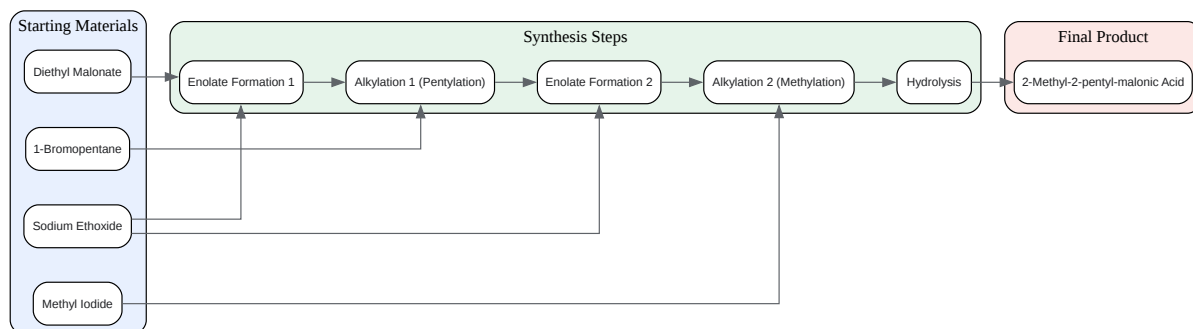 Starting Materials
Synthesis Steps
Final Product
Diethyl Malonate
Enolate Formation 1
Alkylation 1 (Pentylation)
Enolate Formation 2
Alkylation 2 (Methylation)
Hydrolysis
2-Methyl-2-pentyl-malonic Acid
1-Bromopentane
Sodium Ethoxide
Methyl Iodide